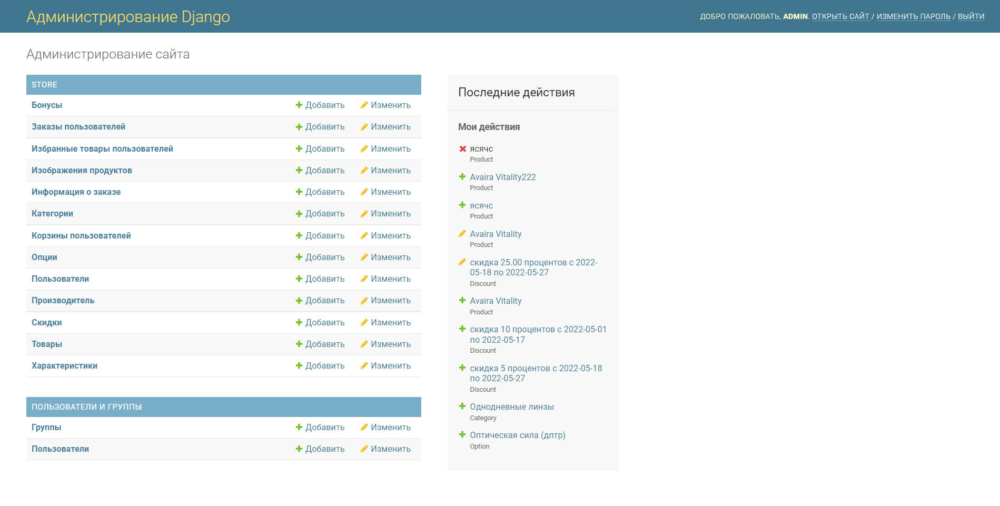 Администрирование Django
ДОБРО ПОЖАЛОВАТЬ, ADMIN. ОТКРЫТЬ САЙТ / ИЗМЕНИТЬ ПАРОЛЬ / ВЫЙТИ
Администрирование сайта
STORE
Бонусы Добавить Изменить
Заказы пользователей Добавить Изменить
Избранные товары пользователей Добавить Изменить
Изображения продуктов Добавить Изменить
Информация о заказе Добавить Изменить
Категории Добавить Изменить
Корзины пользователей Добавить Изменить
Опции Добавить Изменить
Пользователи Добавить Изменить
Производитель Добавить Изменить
Скидки Добавить Изменить
Товары Добавить Изменить
Характеристики Добавить Изменить
ПОЛЬЗОВАТЕЛИ И ГРУППЫ
Группы Добавить Изменить
Пользователи Добавить Изменить
Последние действия
Мои действия
ясячс
Product
Avaira Vitality222
Product
ясячс
Product
Avaira Vitality
Product
скидка 25.00 процентов с 2022-
05-18 по 2022-05-27
Discount
Avaira Vitality
Product
скидка 10 процентов с 2022-05-01
по 2022-05-17
Discount
скидка 5 процентов с 2022-05-18
по 2022-05-27
Discount
Однодневные линзы
Category
Оптическая сила (дптр)
Option